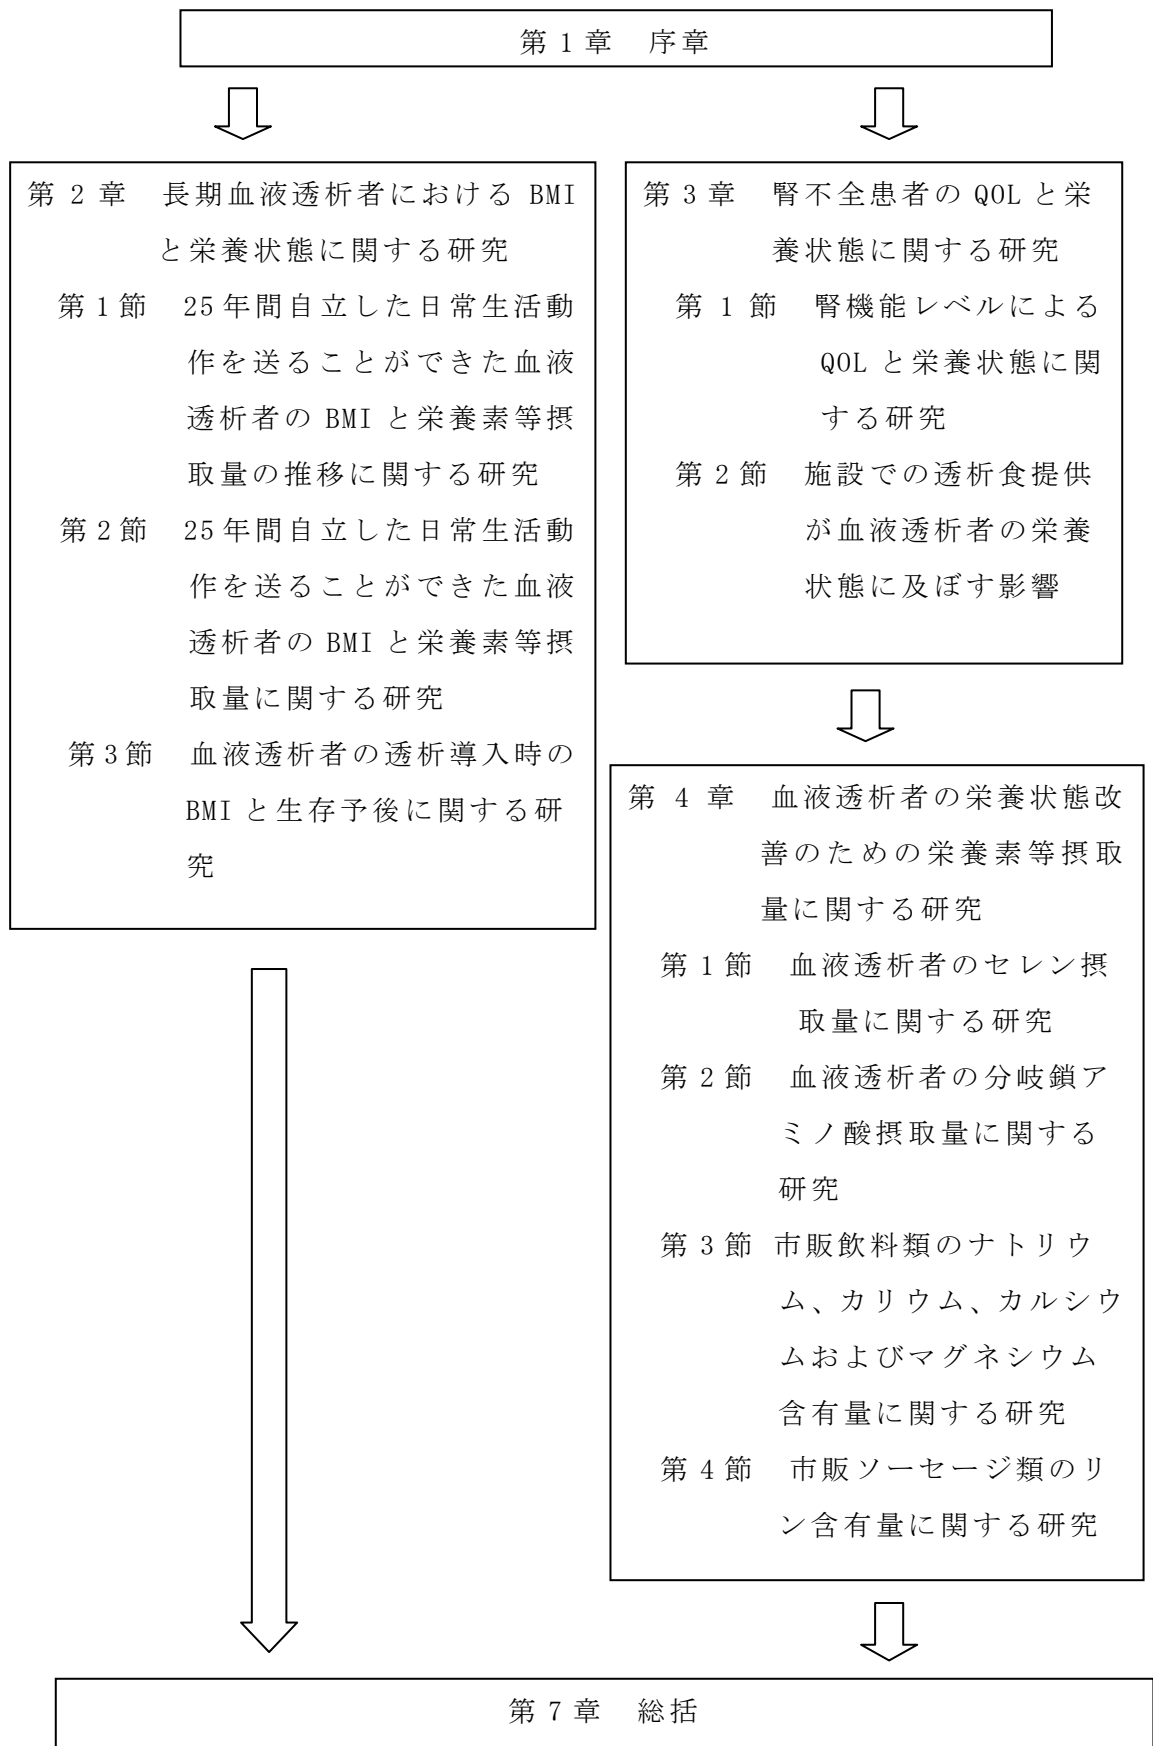 第1章　序章
第2章　長期血液透析者における BMI
と栄養状態に関する研究
第1節　25年間自立した日常生活動
作を送ることができた血液
透析者の BMI と栄養素等摂
取量の推移に関する研究
第2節　25年間自立した日常生活動
作を送ることができた血液
透析者の BMI と栄養素等摂
取量に関する研究
第3節　血液透析者の透析導入時の
BMI と生存予後に関する研
究
第3章　腎不全患者の QOL と栄
養状態に関する研究
第1節　腎機能レベルによる
QOL と栄養状態に関
する研究
第2節　施設での透析食提供
が血液透析者の栄養
状態に及ぼす影響
第4章　血液透析者の栄養状態改
善のための栄養素等摂取
量に関する研究
第1節　血液透析者のセレン摂
取量に関する研究
第2節　血液透析者の分岐鎖ア
ミノ酸摂取量に関する
研究
第3節 市販飲料類のナトリウ
ム、カリウム、カルシウ
ムおよびマグネシウム
含有量に関する研究
第4節　市販ソーセージ類のリ
ン含有量に関する研究
第7章　総括